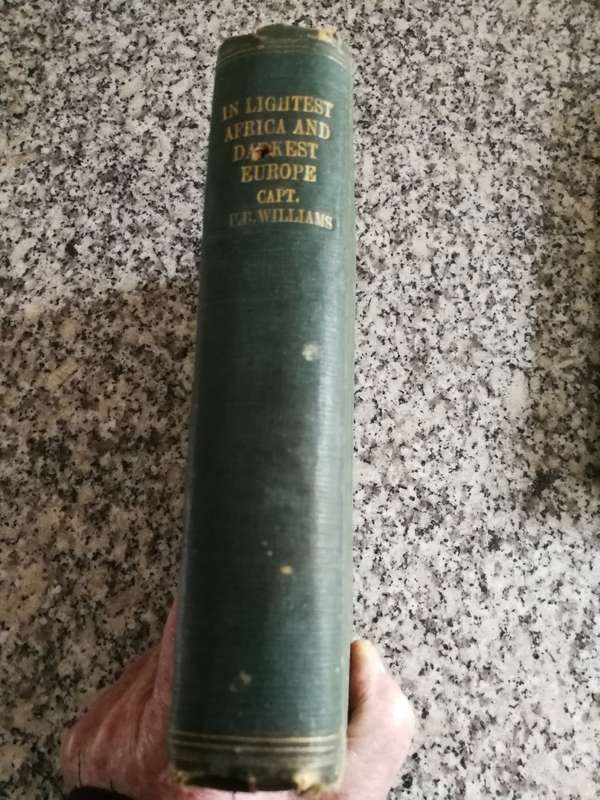 IN LIGHTEST
AFRICA AND
DARKEST
EUROPE
CAPT.
F.B. WILLIAMS